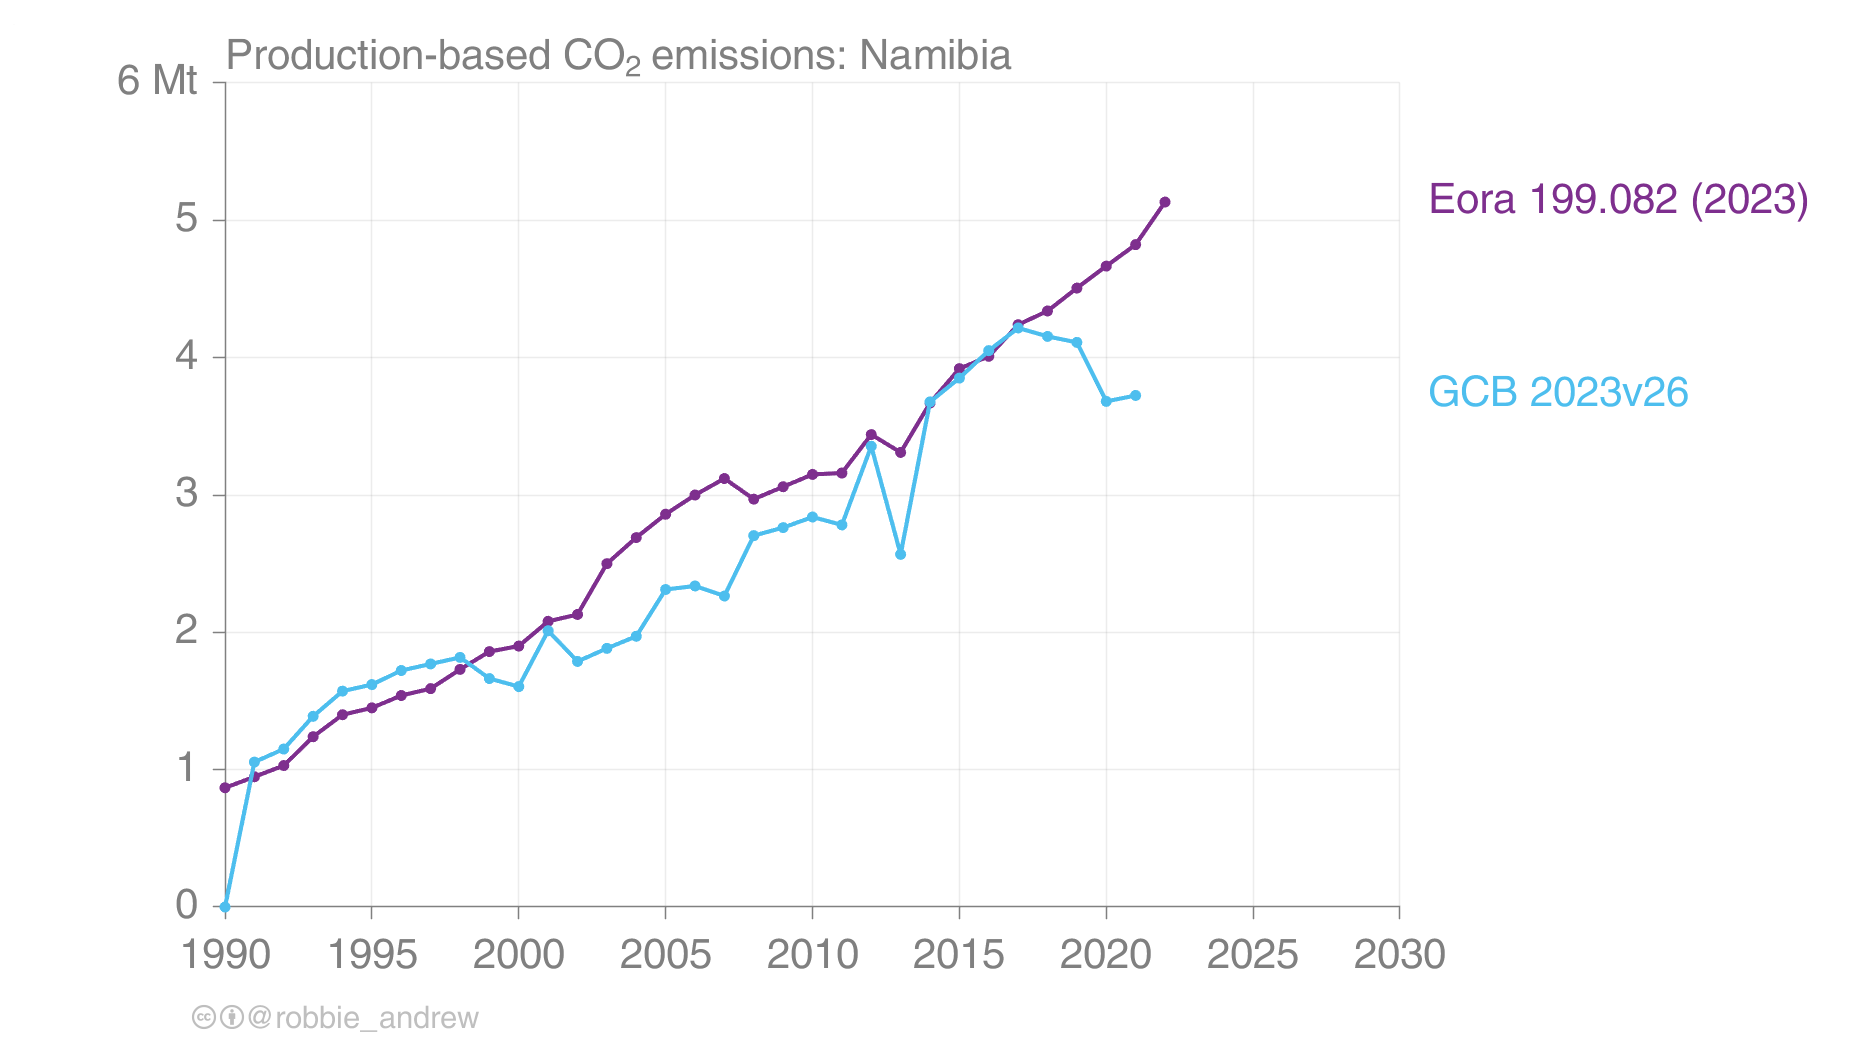 Production-based CO₂ emissions: Namibia
6 Mt
5
4
3
2
1
0
1990 1995 2000 2005 2010 2015 2020 2025 2030
Eora 199.082 (2023)
GCB 2023v26
cc @robbie_andrew